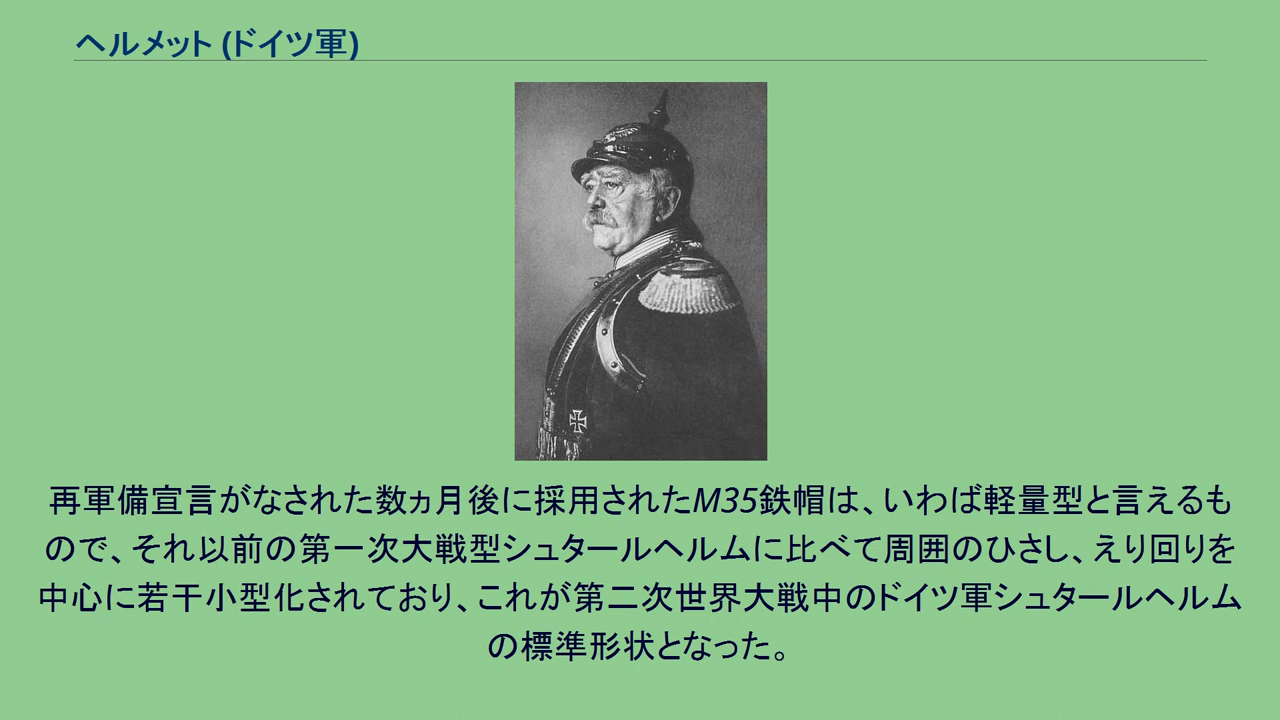 ヘルメット (ドイツ軍)
再軍備宣言がなされた数ヵ月後に採用されたM35鉄帽は、いわば軽量型と言えるも
ので、それ以前の第一次大戦型シュタールヘルムに比べて周囲のひさし、えり回りを
中心に若干小型化されており、これが第二次世界大戦中のドイツ軍シュタールヘルム
の標準形状となった。